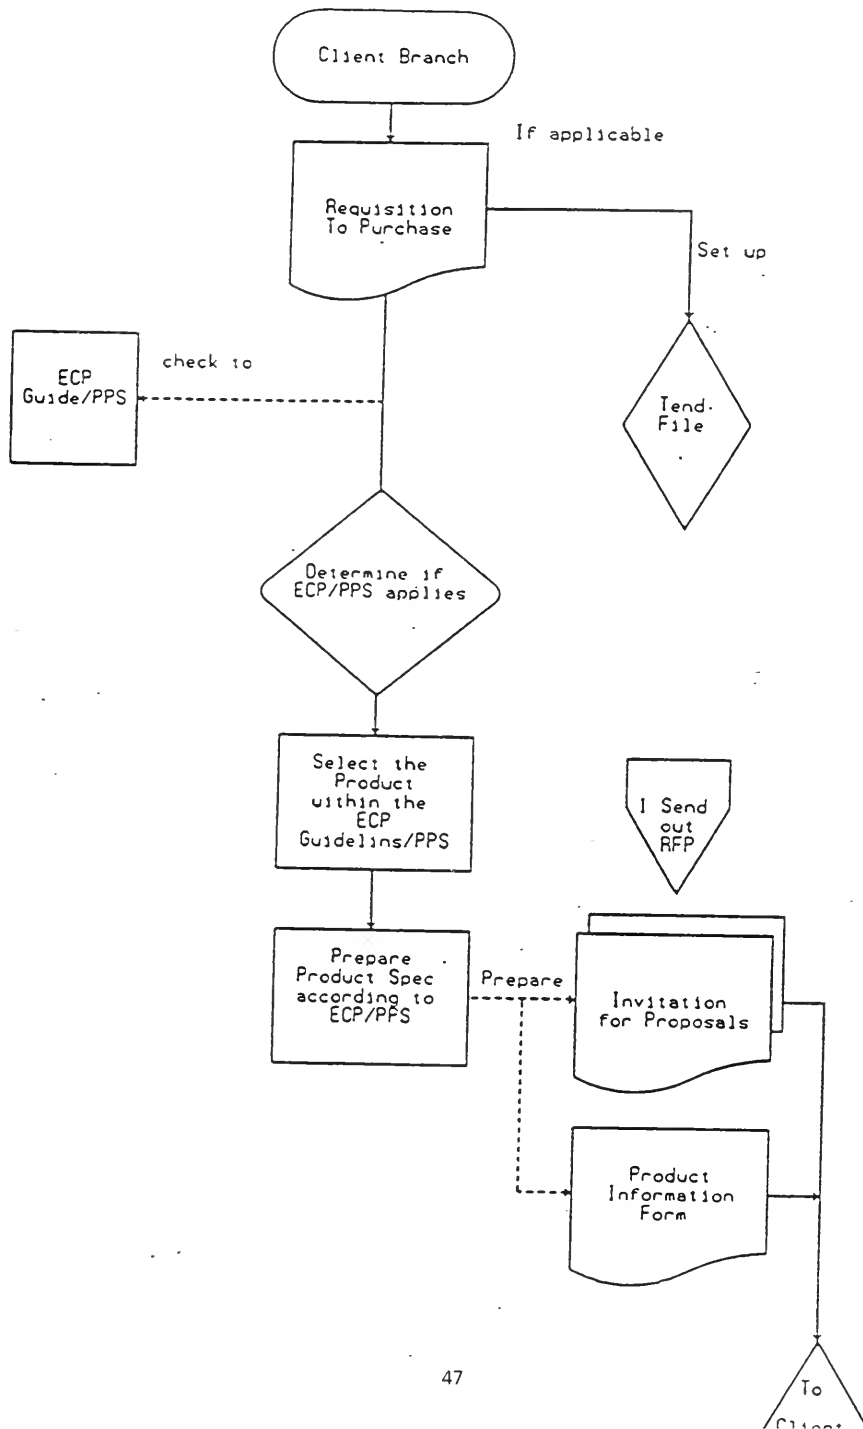 Client Branch
If applicable
Requisition
To Purchase
Set up
check to
ECP
Guide/PPS
Tend.
File
Determine if
ECP/PPS applies
Select the
Product
within the
ECP
Guidelins/PPS
1 Send
out
RFP
Prepare
Product Spec
according to
ECP/PPS
Prepare
Invitation
for Proposals
Product
Information
Form
To
Client
47